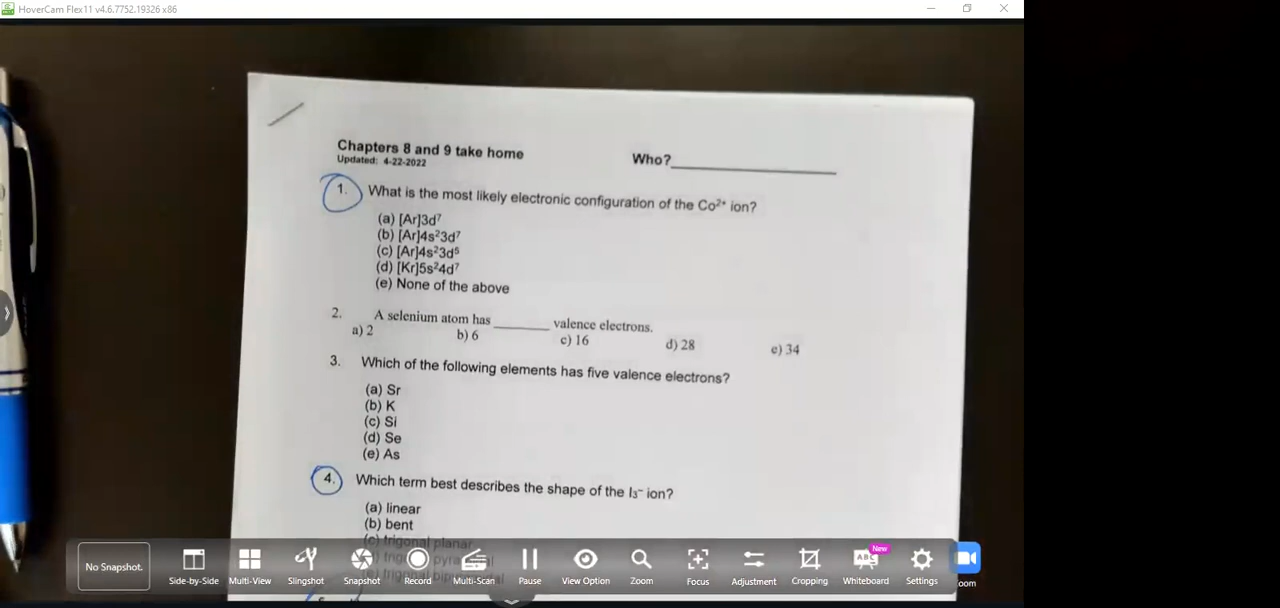 HoverCam Flex11 v4.6.7752.19326 x86
Chapters 8 and 9 take home
Updated: 4-22-2022
Who?
1. What is the most likely electronic configuration of the Co²⁺ ion?
(a) [Ar]3d⁷
(b) [Ar]4s²3d⁷
(c) [Ar]4s²3d⁵
(d) [Kr]5s²4d⁷
(e) None of the above
2. A selenium atom has ________ valence electrons.
a) 2 b) 6 c) 16 d) 28 e) 34
3. Which of the following elements has five valence electrons?
(a) Sr
(b) K
(c) Si
(d) Se
(e) As
4. Which term best describes the shape of the I₃⁻ ion?
(a) linear
(b) bent
(c) trigonal planar
No Snapshot.
Side-by-Side Multi-View Slingshot Snapshot Record Multi-Scan Pause View Option Zoom Focus Adjustment Cropping Whiteboard Settings
New
ABC